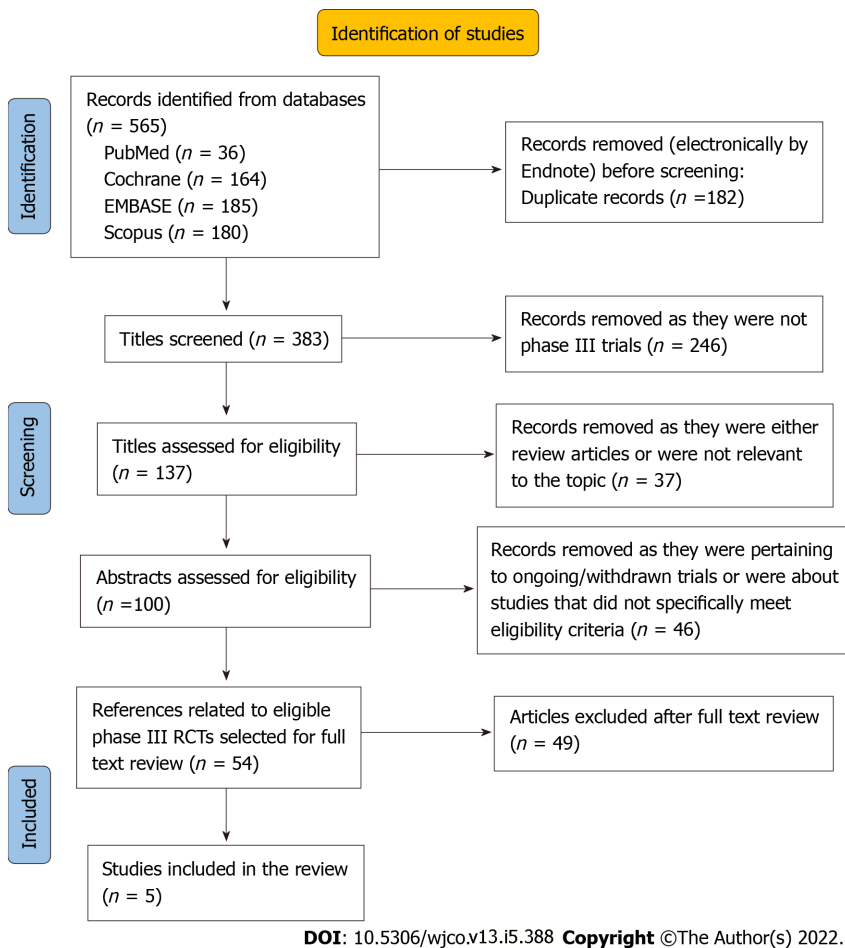 Identification of studies
Identification
Records identified from databases
(n = 565)
PubMed (n = 36)
Cochrane (n = 164)
EMBASE (n = 185)
Scopus (n = 180)
Records removed (electronically by
Endnote) before screening:
Duplicate records (n =182)
Titles screened (n = 383)
Records removed as they were not
phase III trials (n = 246)
Screening
Titles assessed for eligibility
(n = 137)
Records removed as they were either
review articles or were not relevant
to the topic (n = 37)
Abstracts assessed for eligibility
(n =100)
Records removed as they were pertaining
to ongoing/withdrawn trials or were about
studies that did not specifically meet
eligibility criteria (n = 46)
References related to eligible
phase III RCTs selected for full
text review (n = 54)
Articles excluded after full text review
(n = 49)
Included
Studies included in the review
(n = 5)
DOI: 10.5306/wjco.v13.i5.388 Copyright ©The Author(s) 2022.